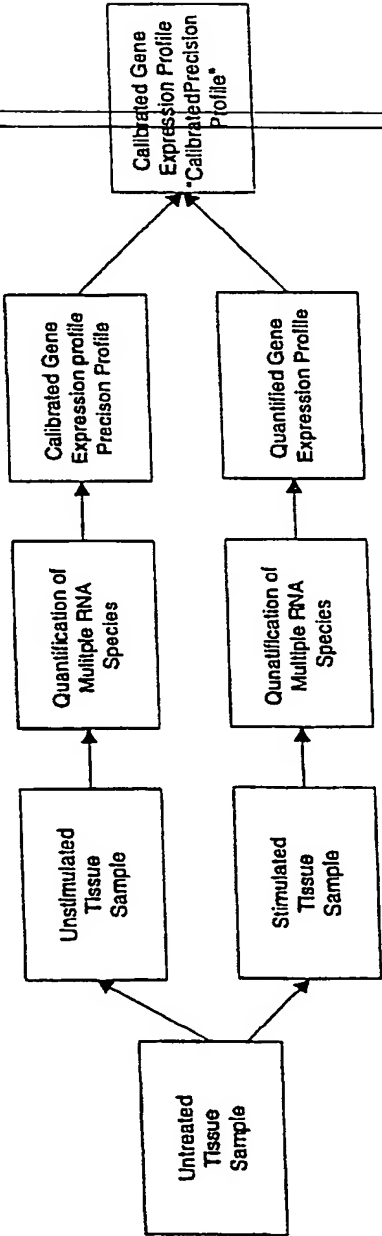 Untreated
Tissue
Sample
Unstimulated
Tissue
Sample
Quantification of
Mulitple RNA
Species
Calibrated Gene
Expression profile
Precison Profile
Stimulated
Tissue
Sample
Qunatification of
Multiple RNA
Species
Quantified Gene
Expression Profile
Calibrated Gene
Expression Profile
"CalibratedPrecision
Profile"